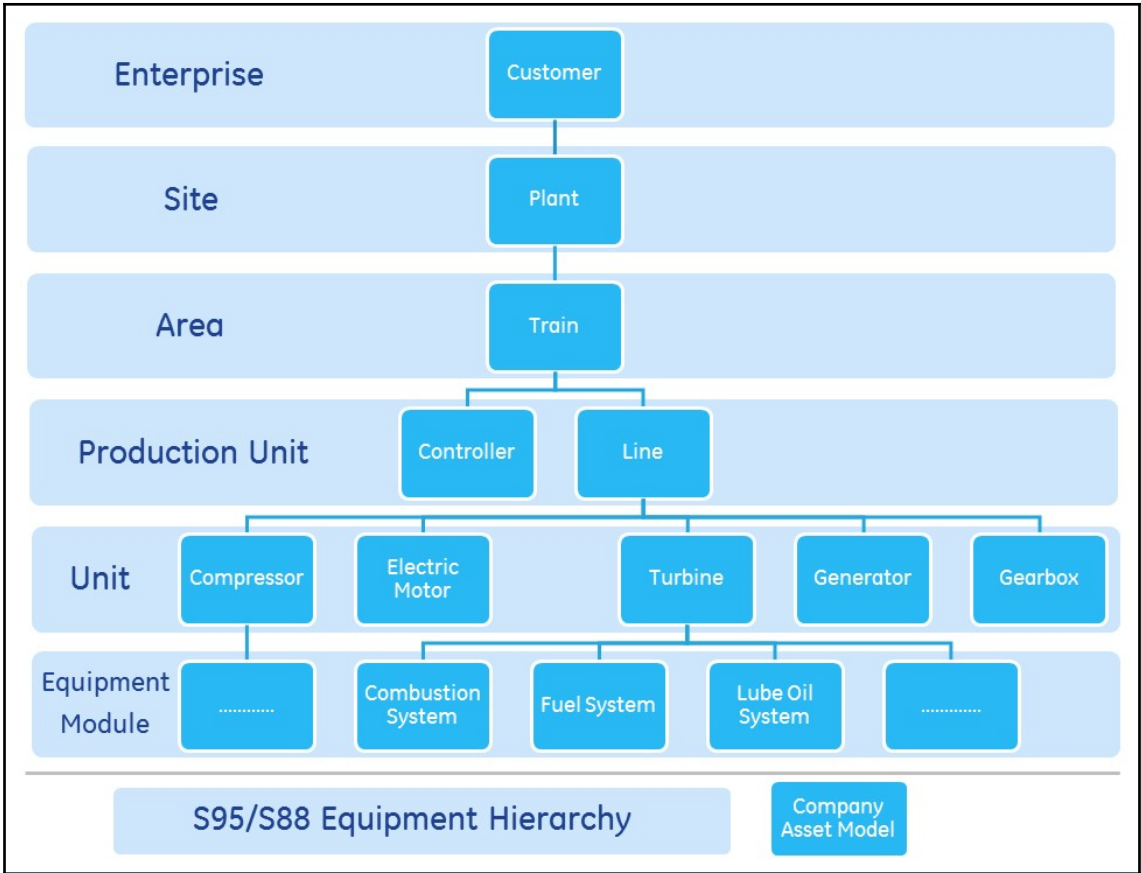 Enterprise
Customer
Site
Plant
Area
Train
Production Unit
Controller
Line
Unit
Compressor
Electric
Motor
Turbine
Generator
Gearbox
Equipment
Module
............
Combustion
System
Fuel System
Lube Oil
System
.............
S95/S88 Equipment Hierarchy
Company
Asset Model